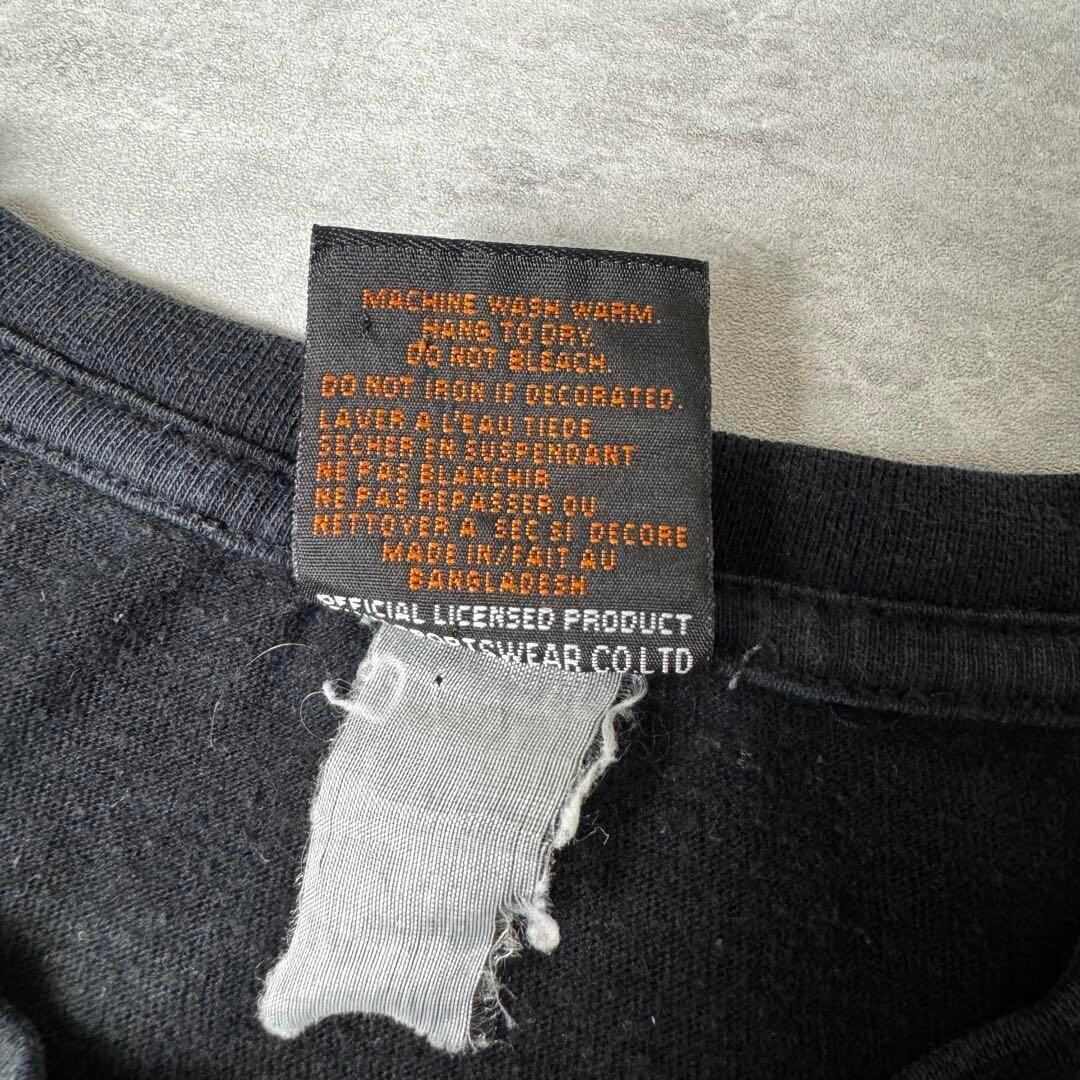 MACHINE WASH WARM.
HANG TO DRY.
DO NOT BLEACH.
DO NOT IRON IF DECORATED.
LAVER A L'EAU TIEDE
SECHER EN SUSPENDANT
NE PAS BLANCHIR
NE PAS REPASSER OU
NETTOYER A SEC SI DECORE
MADE IN/FAIT AU
BANGLADESH
OFFICIAL LICENSED PRODUCT
CO.LTD